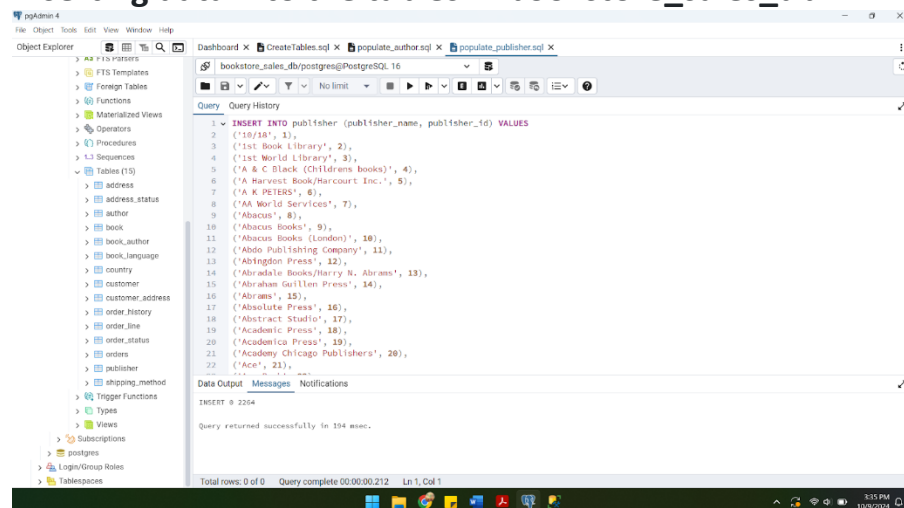 pgAdmin 4
File Object Tools Edit View Window Help
Object Explorer
Dashboard × CreateTables.sql × populate_author.sql × populate_publisher.sql ×
bookstore_sales_db/postgres@PostgreSQL 16
No limit
Query Query History
FTS Parsers
FTS Templates
Foreign Tables
Functions
Materialized Views
Operators
Procedures
1..3 Sequences
Tables (15)
address
address_status
author
book
book_author
book_language
country
customer
customer_address
order_history
order_line
order_status
orders
publisher
shipping_method
Trigger Functions
Types
Views
Subscriptions
postgres
Login/Group Roles
Tablespaces
1 INSERT INTO publisher (publisher_name, publisher_id) VALUES
2 ('10/18', 1),
3 ('1st Book Library', 2),
4 ('1st World Library', 3),
5 ('A & C Black (Childrens books)', 4),
6 ('A Harvest Book/Harcourt Inc.', 5),
7 ('A K PETERS', 6),
8 ('AA World Services', 7),
9 ('Abacus', 8),
10 ('Abacus Books', 9),
11 ('Abacus Books (London)', 10),
12 ('Abdo Publishing Company', 11),
13 ('Abingdon Press', 12),
14 ('Abradale Books/Harry N. Abrams', 13),
15 ('Abraham Guillen Press', 14),
16 ('Abrams', 15),
17 ('Absolute Press', 16),
18 ('Abstract Studio', 17),
19 ('Academic Press', 18),
20 ('Academica Press', 19),
21 ('Academy Chicago Publishers', 20),
22 ('Ace', 21),
Data Output Messages Notifications
INSERT 0 2264
Query returned successfully in 194 msec.
Total rows: 0 of 0 Query complete 00:00:00.212 Ln 1, Col 1
3:35 PM
10/9/2024